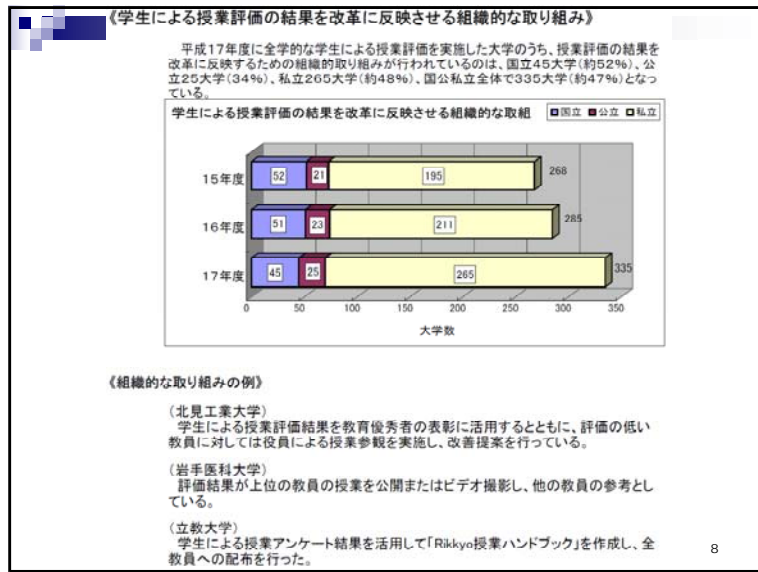 《学生による授業評価の結果を改革に反映させる組織的な取り組み》
平成17年度に全学的な学生による授業評価を実施した大学のうち、授業評価の結果を
改革に反映するための組織的取り組みが行われているのは、国立45大学(約52%)、公
立25大学(34%)、私立265大学(約48%)、国公私立全体で335大学(約47%)となっ
ている。
学生による授業評価の結果を改革に反映させる組織的な取組
国立 公立 私立
15年度 52 21 195 268
16年度 51 23 211 285
17年度 45 25 265 335
0 50 100 150 200 250 300 350
大学数
《組織的な取り組みの例》
(北見工業大学)
学生による授業評価結果を教育優秀者の表彰に活用するとともに、評価の低い
教員に対しては役員による授業参観を実施し、改善提案を行っている。
(岩手医科大学)
評価結果が上位の教員の授業を公開またはビデオ撮影し、他の教員の参考とし
ている。
(立教大学)
学生による授業アンケート結果を活用して「Rikkyo授業ハンドブック」を作成し、全
教員への配布を行った。
8